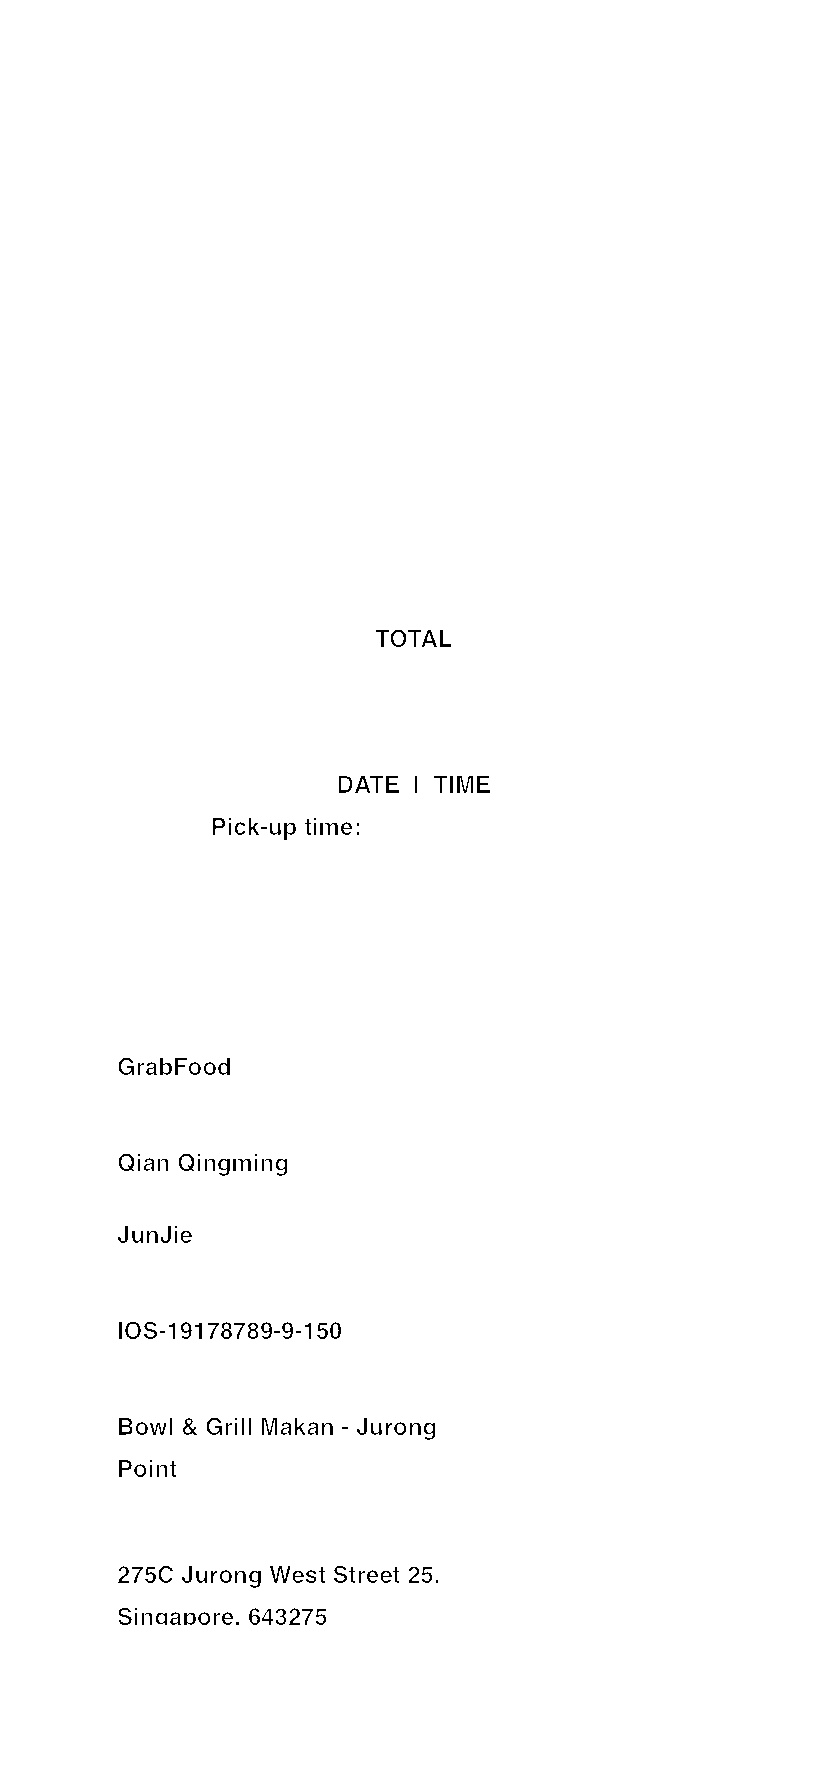 TOTAL
DATE | TIME
Pick-up time:
GrabFood
Qian Qingming
JunJie
IOS-19178789-9-150
Bowl & Grill Makan - Jurong
Point
275C Jurong West Street 25,
Singapore, 643275